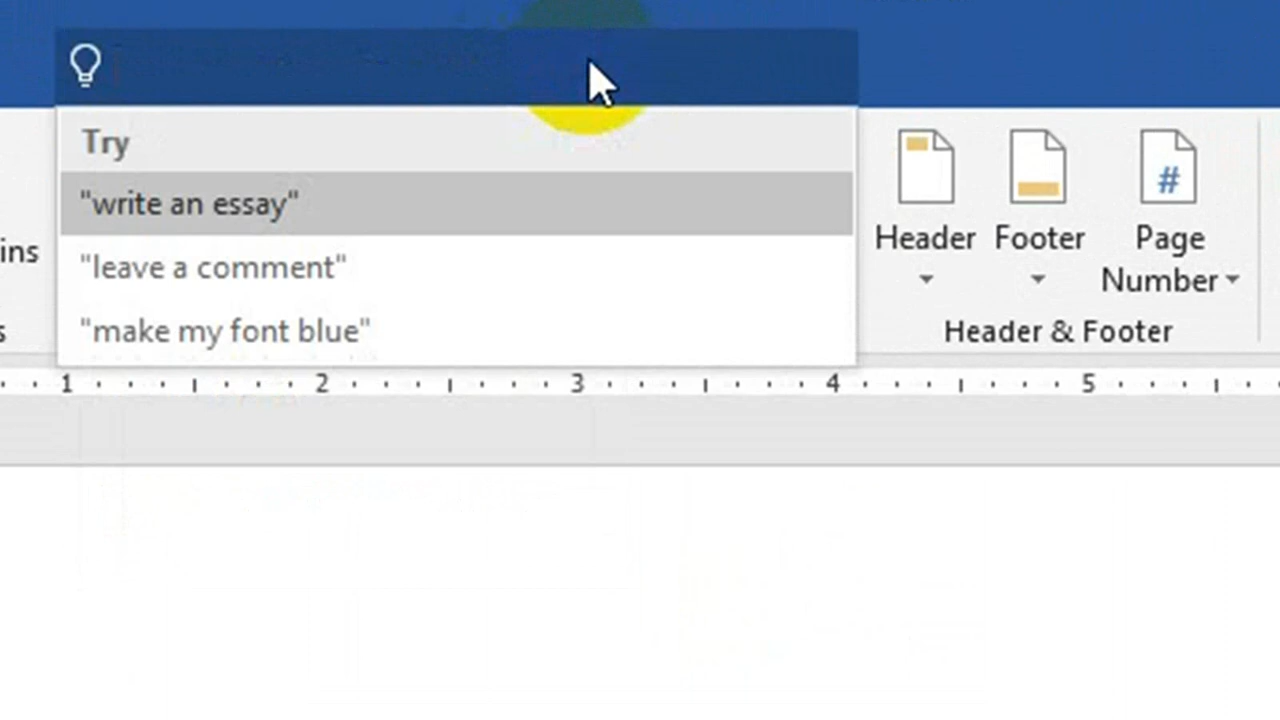 Try
"write an essay"
"leave a comment"
"make my font blue"
ins
s
Header
Footer
Page
Number
#
Header & Footer
1 2 3 4 5